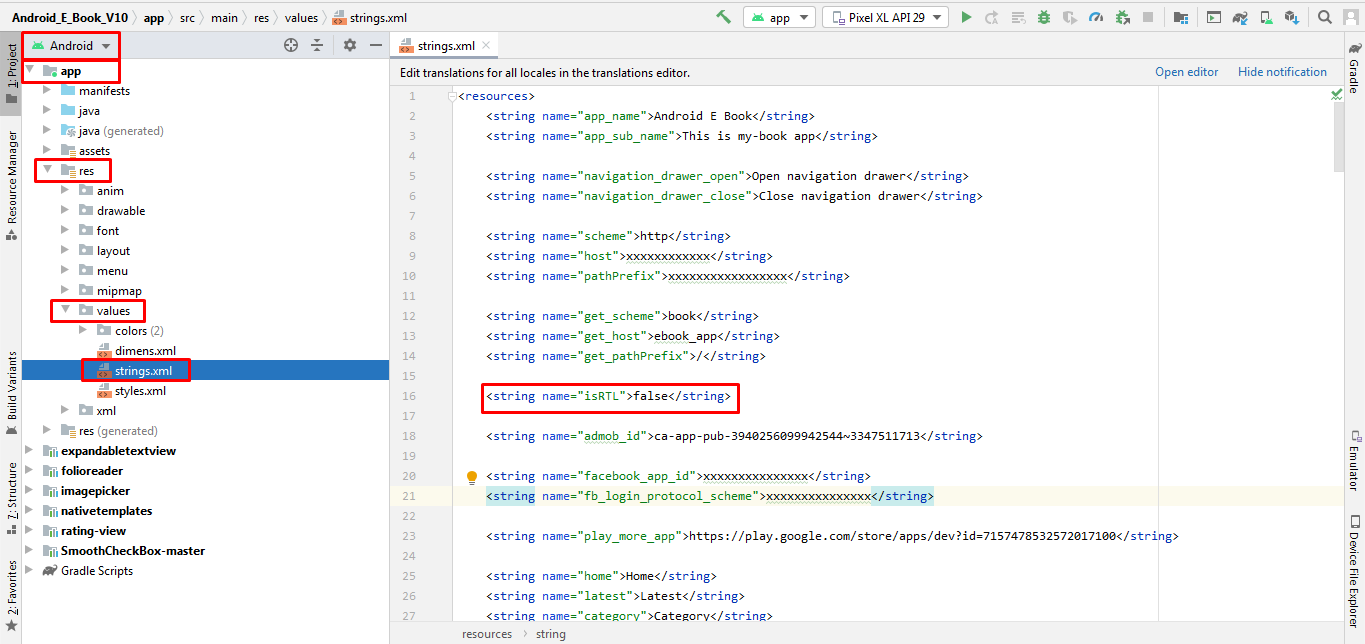 Android_E_Book_V10 app src main res values strings.xml
app Pixel XL API 29
1: Project
Resource Manager
Build Variants
7: Structure
2: Favorites
Android
app
manifests
java
java (generated)
assets
res
anim
drawable
font
layout
menu
mipmap
values
colors (2)
dimens.xml
strings.xml
styles.xml
xml
res (generated)
expandabletextview
folioreader
imagepicker
nativetemplates
rating-view
SmoothCheckBox-master
Gradle Scripts
strings.xml
Edit translations for all locales in the translations editor. Open editor Hide notification
1 <resources>
2 <string name="app_name">Android E Book</string>
3 <string name="app_sub_name">This is my-book app</string>
4
5 <string name="navigation_drawer_open">Open navigation drawer</string>
6 <string name="navigation_drawer_close">Close navigation drawer</string>
7
8 <string name="scheme">http</string>
9 <string name="host">xxxxxxxxxxxx</string>
10 <string name="pathPrefix">xxxxxxxxxxxxxxxxx</string>
11
12 <string name="get_scheme">book</string>
13 <string name="get_host">ebook_app</string>
14 <string name="get_pathPrefix">/</string>
15
16 <string name="isRTL">false</string>
17
18 <string name="admob_id">ca-app-pub-3940256099942544~3347511713</string>
19
20 <string name="facebook_app_id">xxxxxxxxxxxxxxx</string>
21 <string name="fb_login_protocol_scheme">xxxxxxxxxxxxxxx</string>
22
23 <string name="play_more_app">https://play.google.com/store/apps/dev?id=7157478532572017100</string>
24
25 <string name="home">Home</string>
26 <string name="latest">Latest</string>
27 <string name="category">Category</string>
resources string
Gradle
Emulator
Device File Explorer